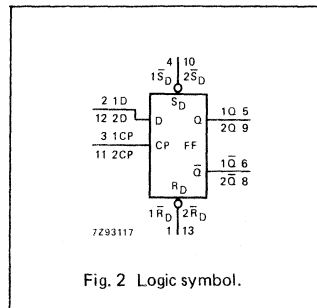 4 10
1S̅D 2S̅D
SD
2 1D
12 2D
D
Q
1Q 5
2Q 9
3 1CP
11 2CP
CP FF
Q̅
1Q̅ 6
2Q̅ 8
RD
1R̅D 2R̅D
7Z93117
1 13
Fig. 2 Logic symbol.